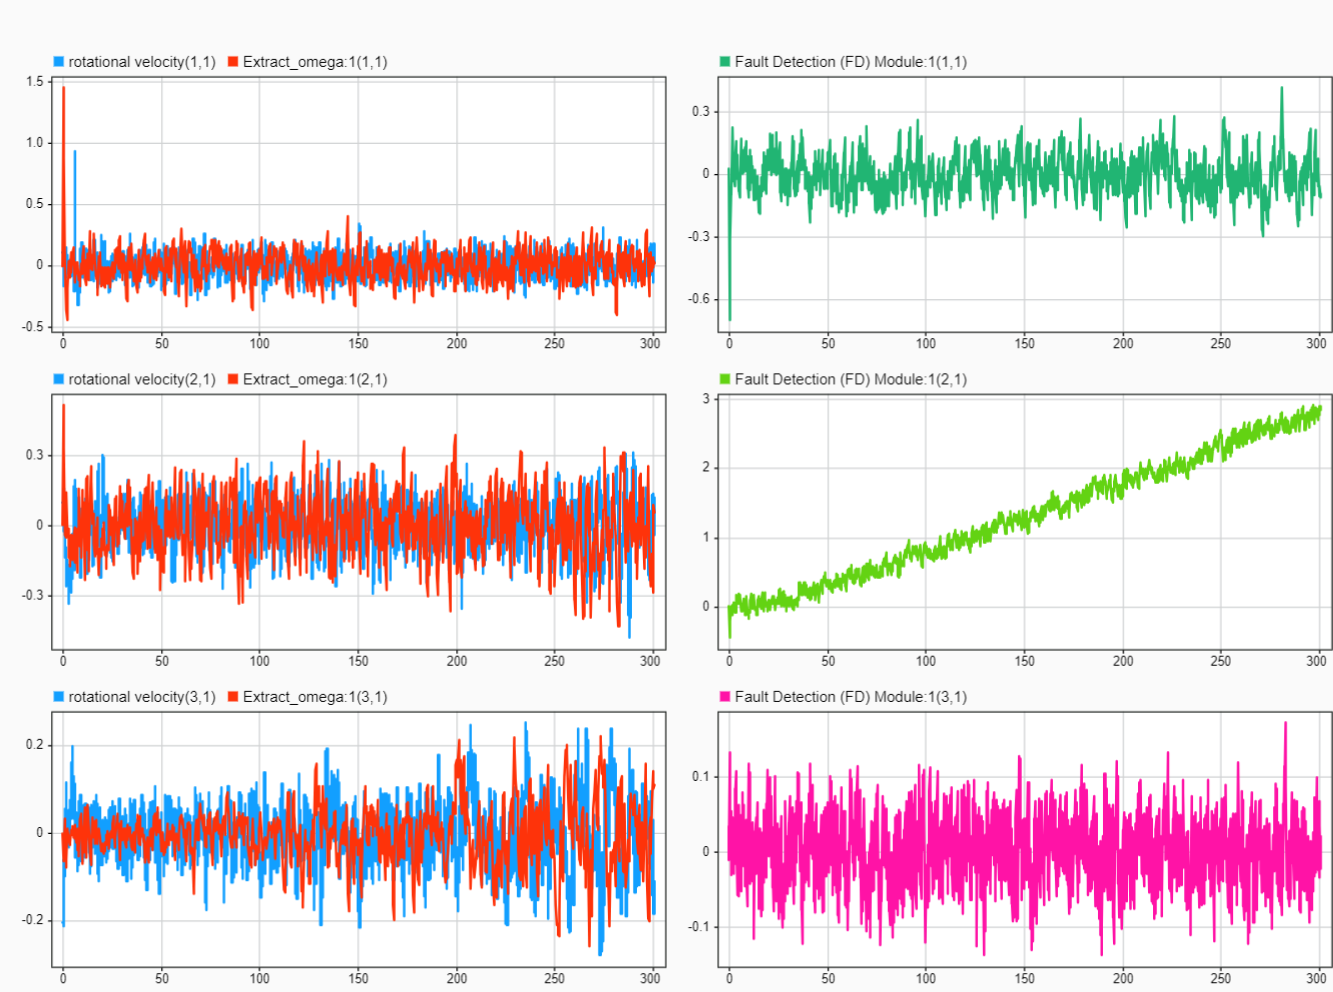 rotational velocity(1,1) Extract_omega:1(1,1)
1.5
1.0
0.5
0
-0.5
0 50 100 150 200 250 300
Fault Detection (FD) Module:1(1,1)
0.3
0
-0.3
-0.6
0 50 100 150 200 250 300
rotational velocity(2,1) Extract_omega:1(2,1)
0.3
0
-0.3
0 50 100 150 200 250 300
Fault Detection (FD) Module:1(2,1)
3
2
1
0
0 50 100 150 200 250 300
rotational velocity(3,1) Extract_omega:1(3,1)
0.2
0
-0.2
0 50 100 150 200 250 300
Fault Detection (FD) Module:1(3,1)
0.1
0
-0.1
0 50 100 150 200 250 300